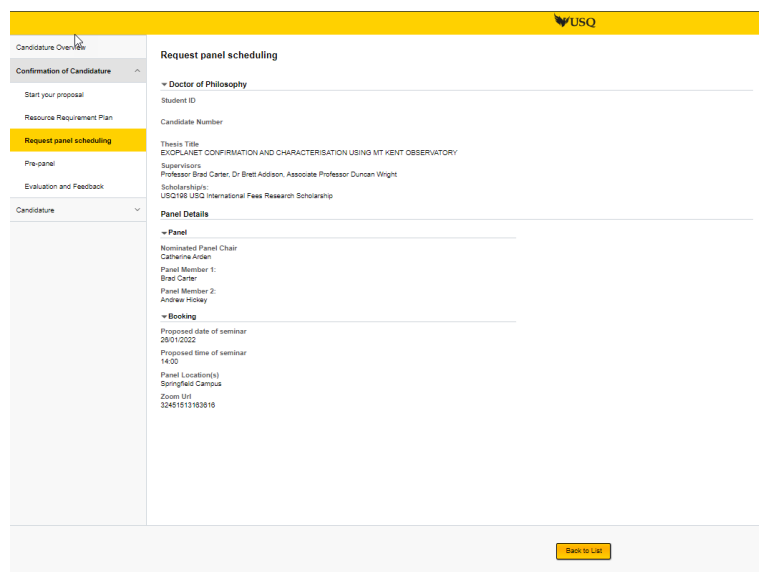 USQ
Candidature Overview
Confirmation of Candidature
Start your proposal
Resource Requirement Plan
Request panel scheduling
Pre-panel
Evaluation and Feedback
Candidature
Request panel scheduling
Doctor of Philosophy
Student ID
Candidate Number
Thesis Title
EXOPLANET CONFIRMATION AND CHARACTERISATION USING MT KENT OBSERVATORY
Supervisors
Professor Brad Carter, Dr Brett Addison, Associate Professor Duncan Wright
Scholarship/s:
USQ198 USQ International Fees Research Scholarship
Panel Details
Panel
Nominated Panel Chair
Catherine Arden
Panel Member 1:
Brad Carter
Panel Member 2:
Andrew Hickey
Booking
Proposed date of seminar
26/01/2022
Proposed time of seminar
14:00
Panel Location(s)
Springfield Campus
Zoom Url
32451513163616
Back to List